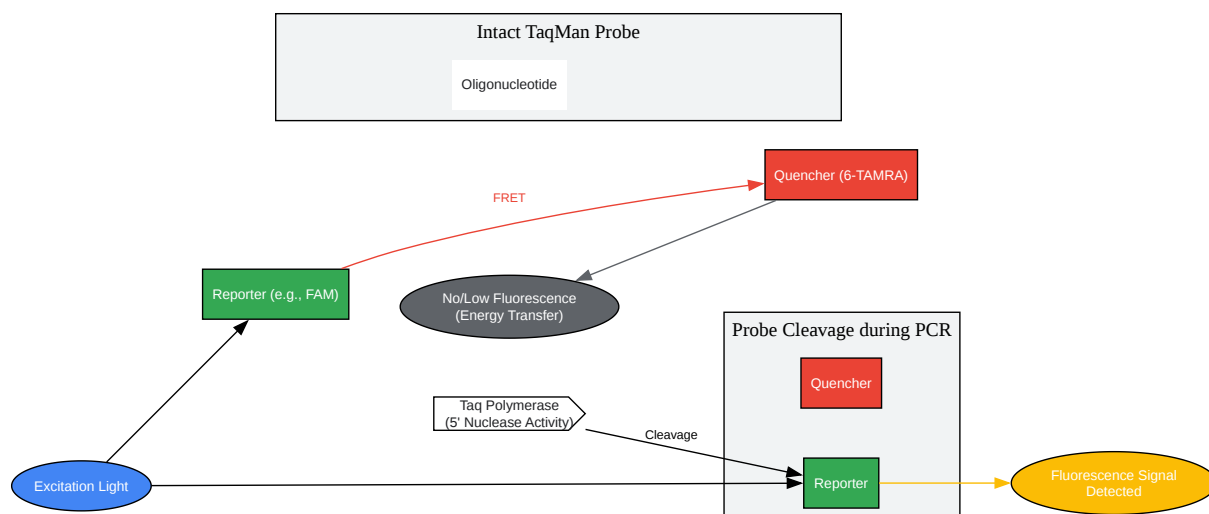 Intact TaqMan Probe
Oligonucleotide
Quencher (6-TAMRA)
FRET
Reporter (e.g., FAM)
No/Low Fluorescence
(Energy Transfer)
Probe Cleavage during PCR
Quencher
Taq Polymerase
(5' Nuclease Activity)
Cleavage
Excitation Light
Reporter
Fluorescence Signal
Detected